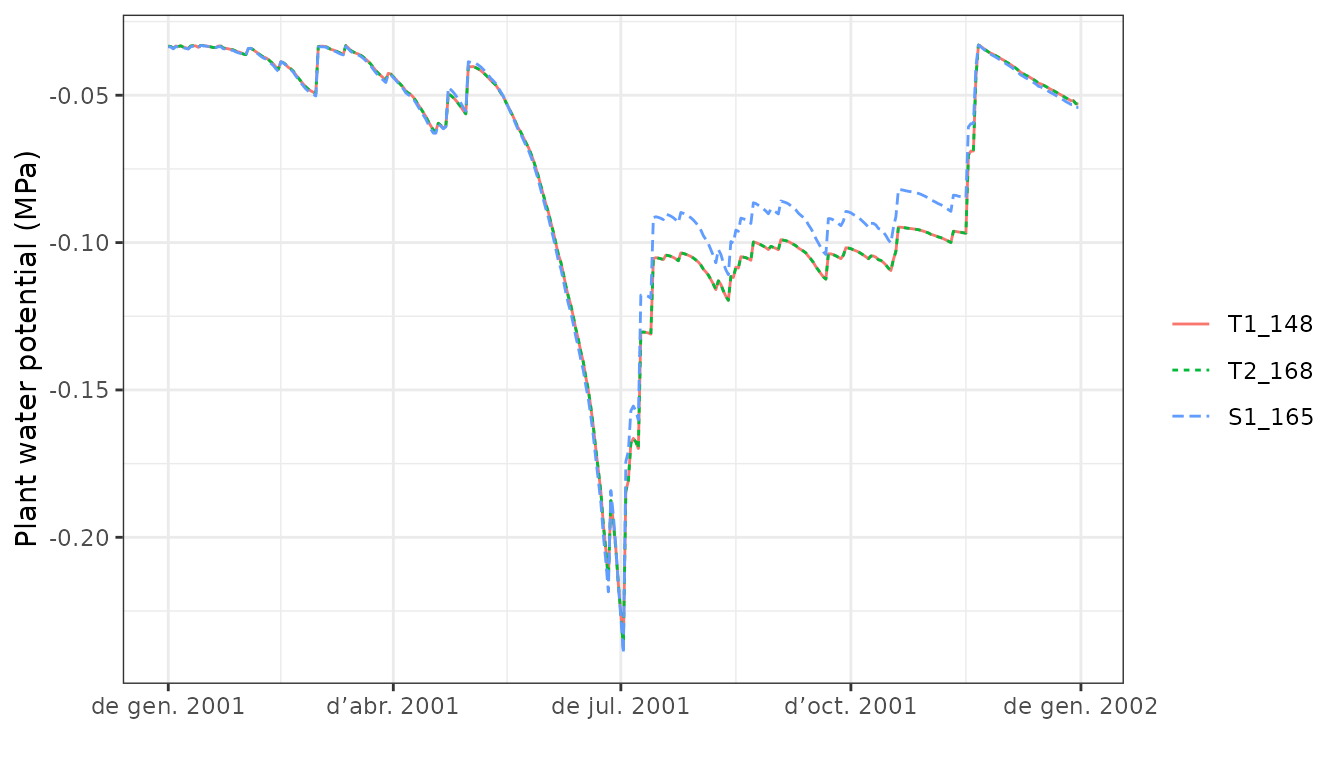 Plant water potential (MPa)
-0.05
-0.10
-0.15
-0.20
de gen. 2001
d’abr. 2001
de jul. 2001
d’oct. 2001
de gen. 2002
T1_148
T2_168
S1_165